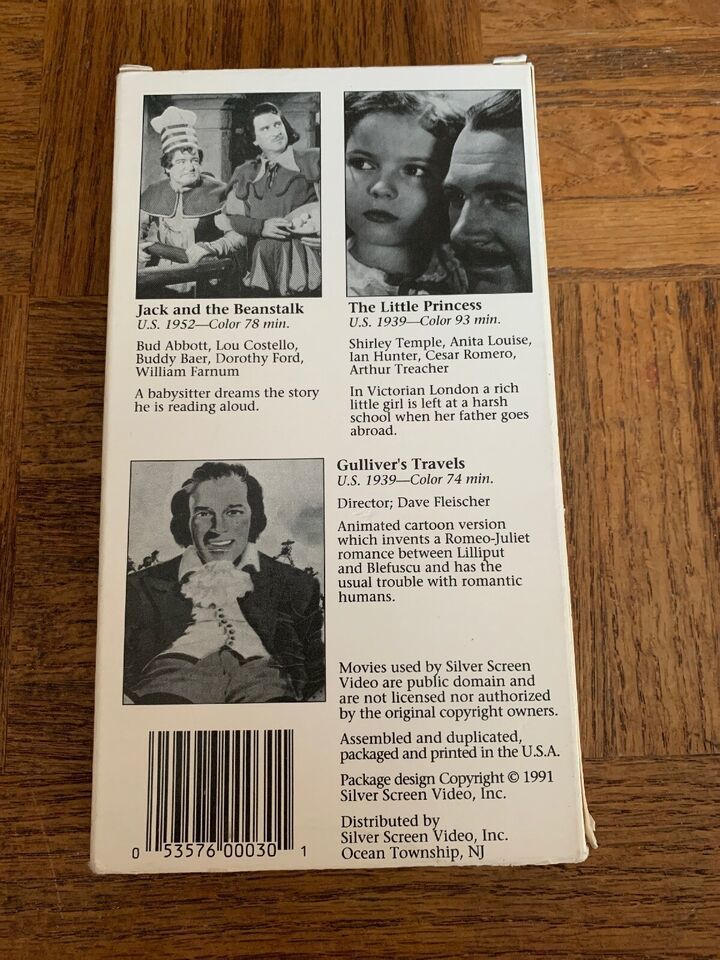 Jack and the Beanstalk
U.S. 1952—Color 78 min.
Bud Abbott, Lou Costello,
Buddy Baer, Dorothy Ford,
William Farnum
A babysitter dreams the story
he is reading aloud.
The Little Princess
U.S. 1939—Color 93 min.
Shirley Temple, Anita Louise,
Ian Hunter, Cesar Romero,
Arthur Treacher
In Victorian London a rich
little girl is left at a harsh
school when her father goes
abroad.
Gulliver's Travels
U.S. 1939—Color 74 min.
Director; Dave Fleischer
Animated cartoon version
which invents a Romeo-Juliet
romance between Lilliput
and Blefuscu and has the
usual trouble with romantic
humans.
Movies used by Silver Screen
Video are public domain and
are not licensed nor authorized
by the original copyright owners.
Assembled and duplicated,
packaged and printed in the U.S.A.
Package design Copyright © 1991
Silver Screen Video, Inc.
Distributed by
Silver Screen Video, Inc.
Ocean Township, NJ
0 53576 00030 1